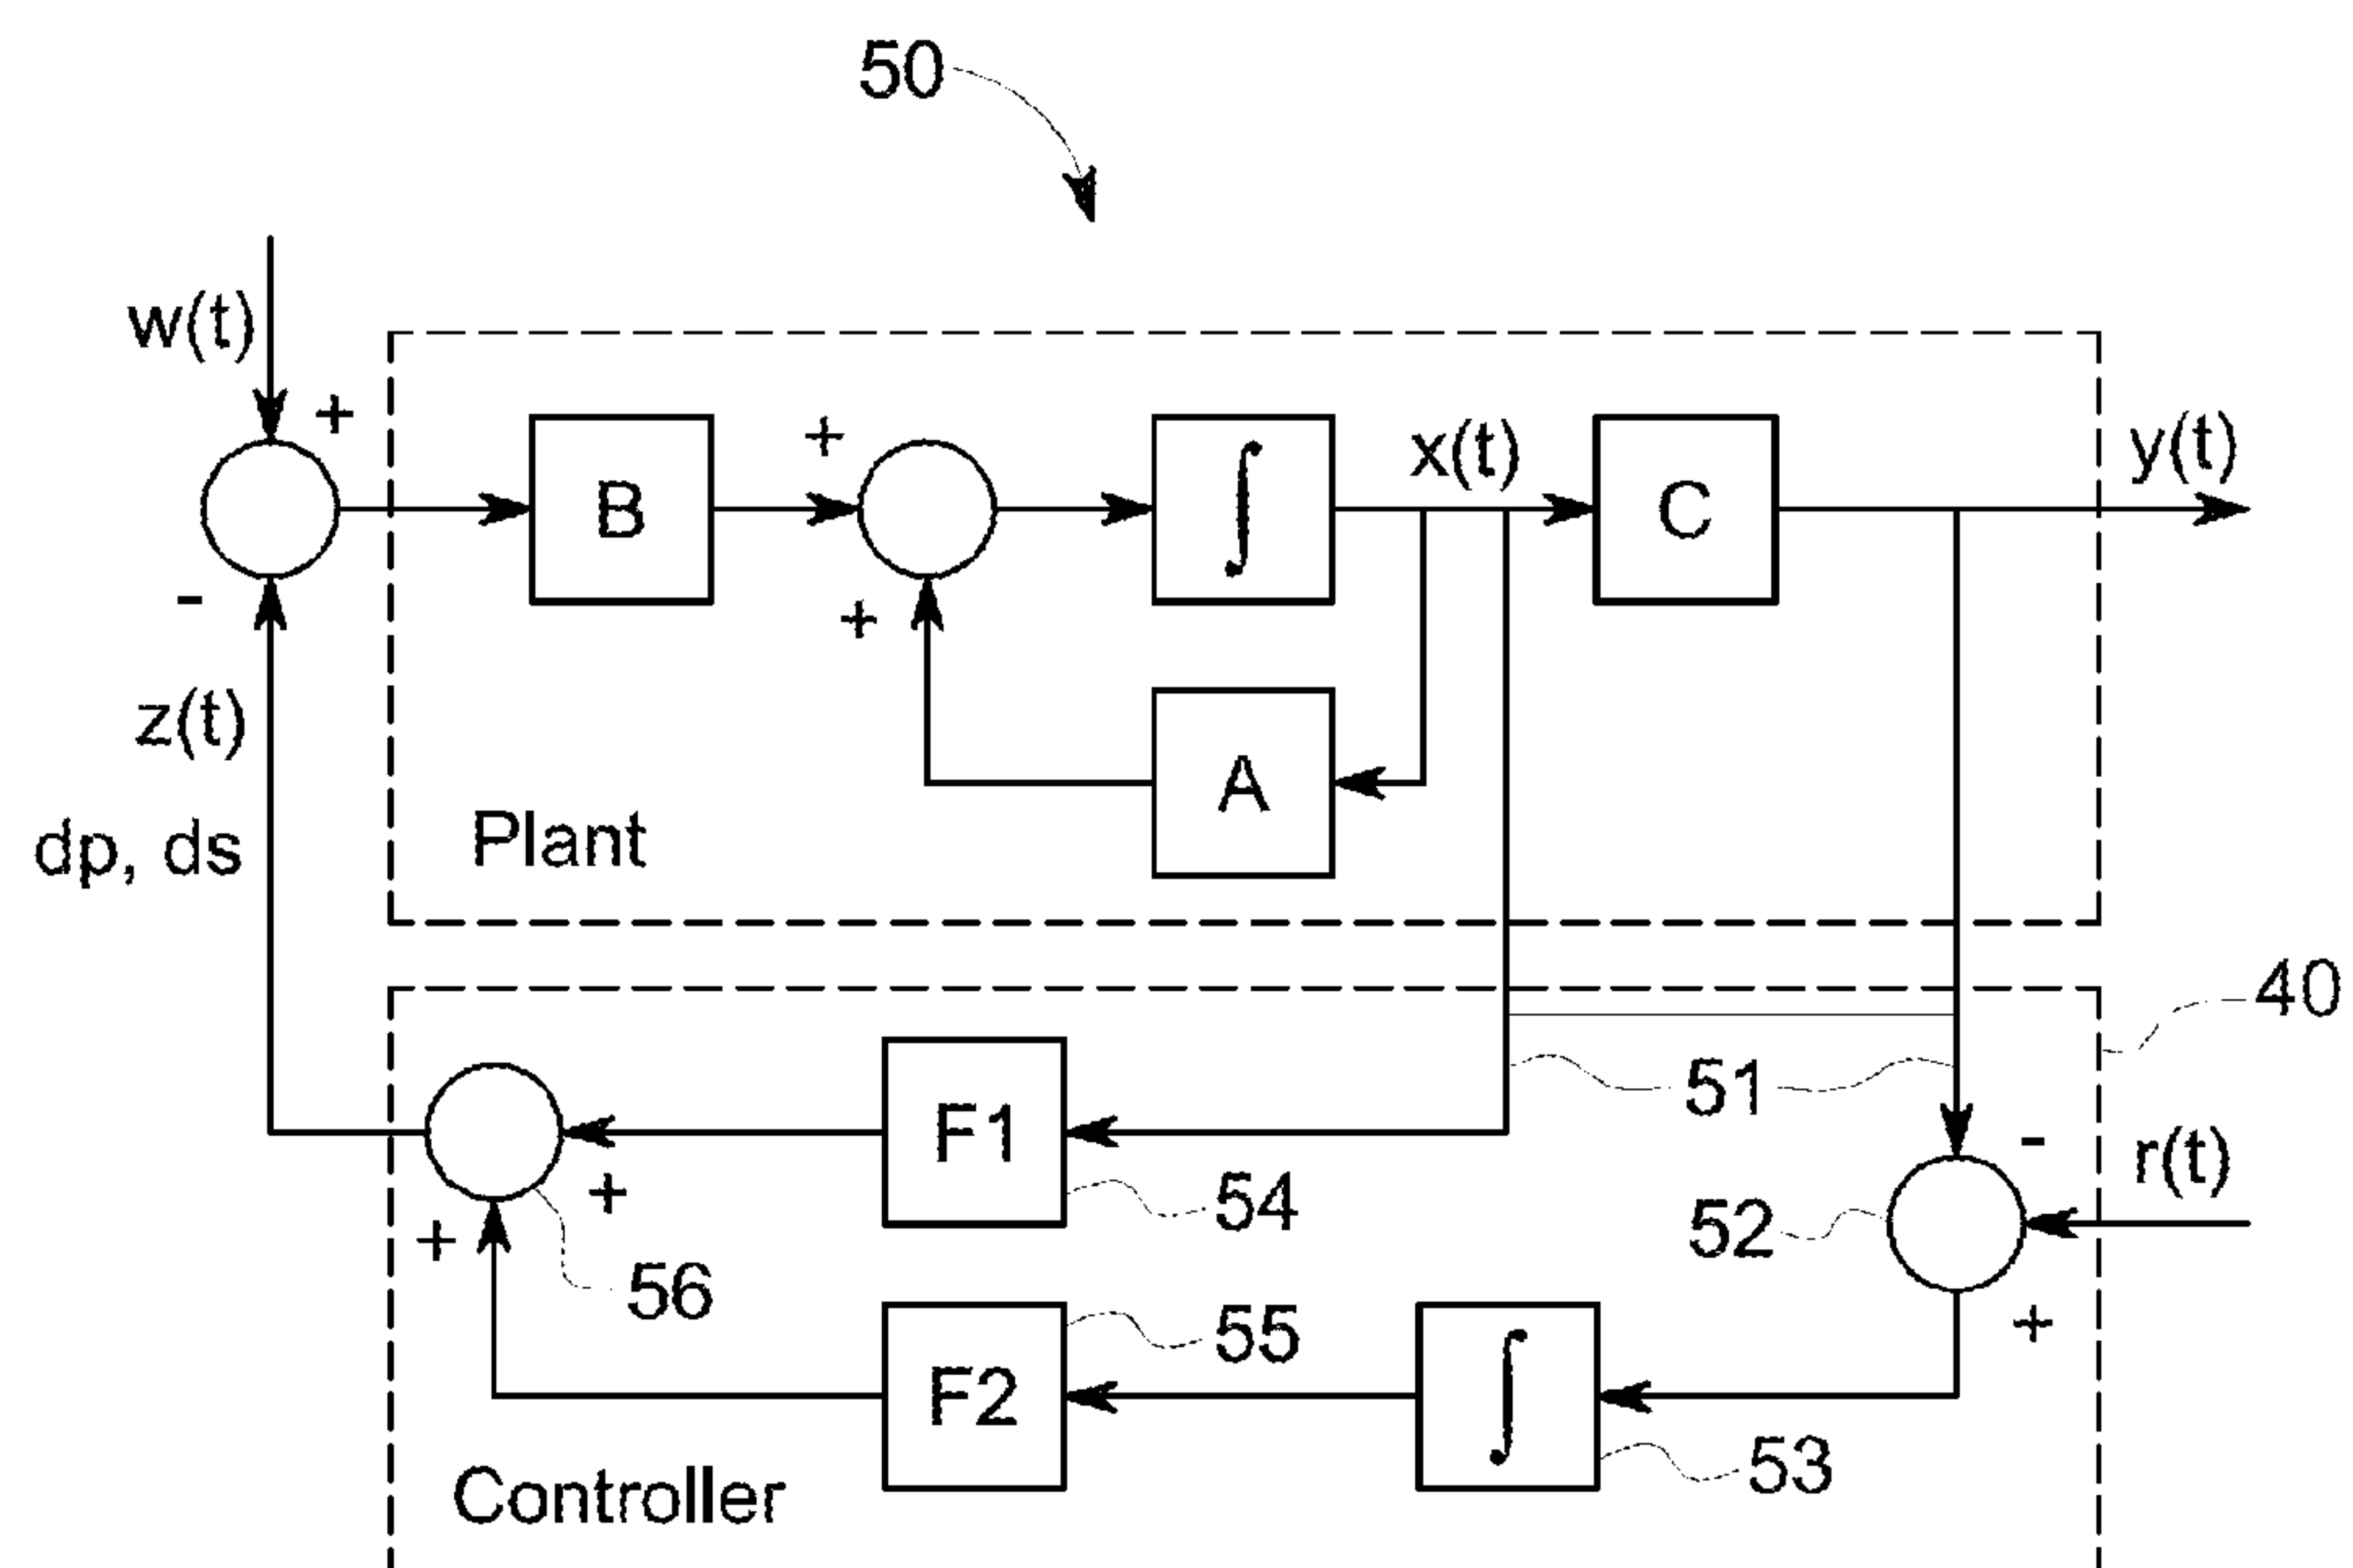 50
w(t)
+
B
+
∫
x(t)
C
y(t)
-
+
z(t)
A
dp, ds
Plant
40
F1
51
-
r(t)
+
54
52
+
56
55
+
F2
∫
53
Controller